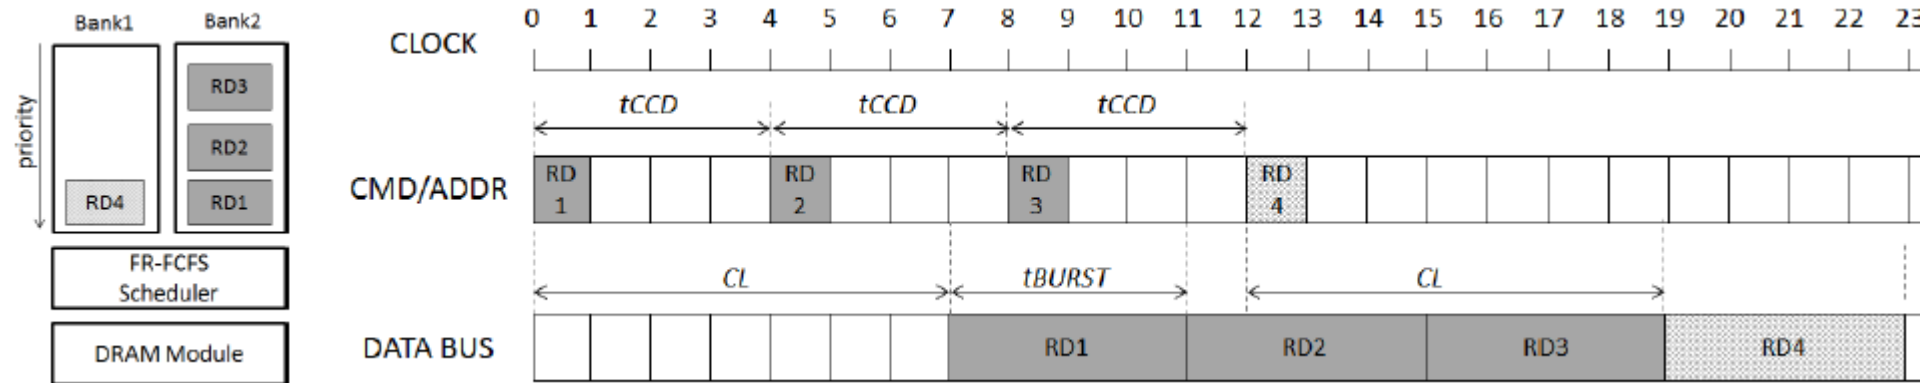 Bank1 Bank2
priority
RD3
RD2
RD4 RD1
FR-FCFS
Scheduler
DRAM Module
0 1 2 3 4 5 6 7 8 9 10 11 12 13 14 15 16 17 18 19 20 21 22 23
CLOCK
tCCD tCCD tCCD
CMD/ADDR
RD RD RD RD
1 2 3 4
CL tBURST CL
DATA BUS RD1 RD2 RD3 RD4